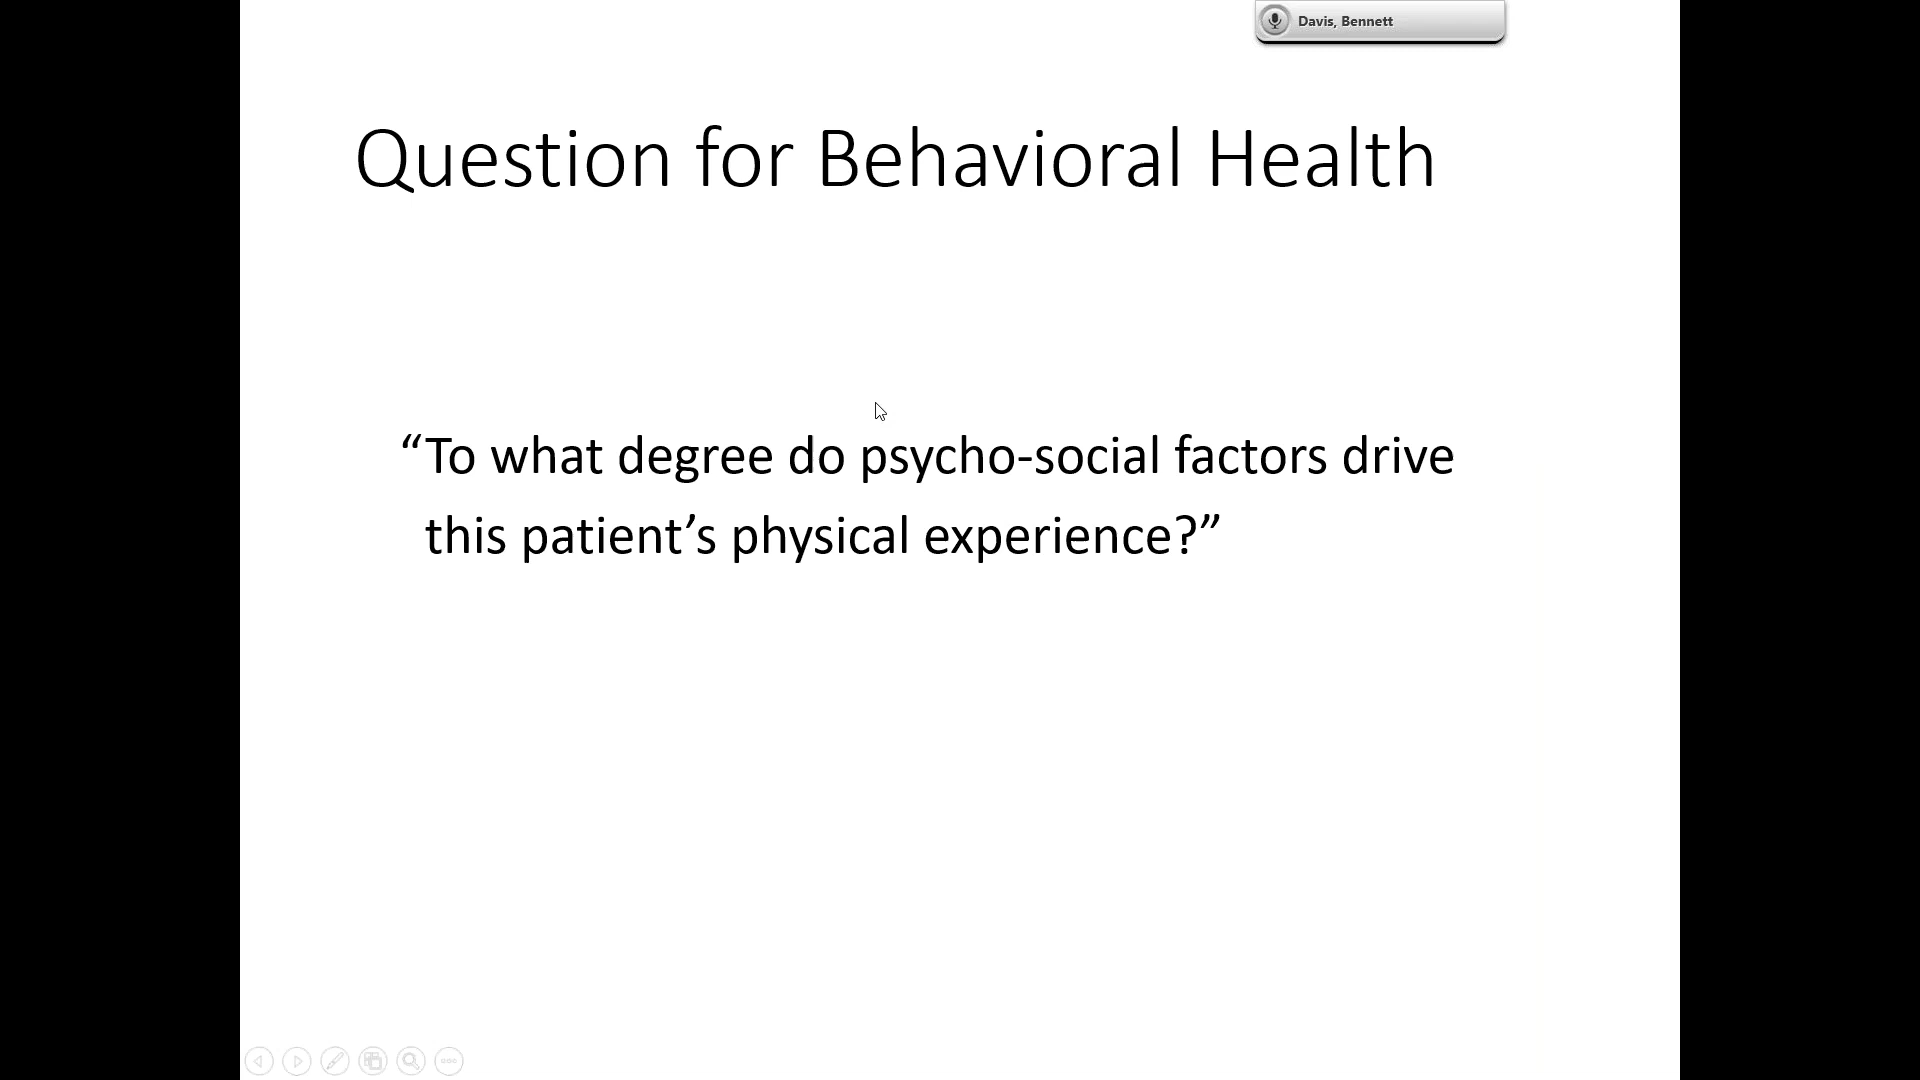 Davis, Bennett
Question for Behavioral Health
“To what degree do psycho-social factors drive
this patient’s physical experience?”